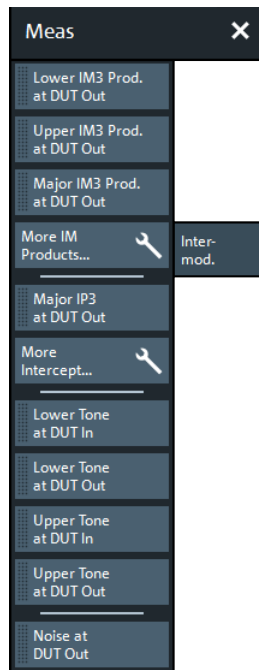 Meas
Lower IM3 Prod.
at DUT Out
Upper IM3 Prod.
at DUT Out
Major IM3 Prod.
at DUT Out
More IM
Products...
Inter-
mod.
Major IP3
at DUT Out
More
Intercept...
Lower Tone
at DUT In
Lower Tone
at DUT Out
Upper Tone
at DUT In
Upper Tone
at DUT Out
Noise at
DUT Out